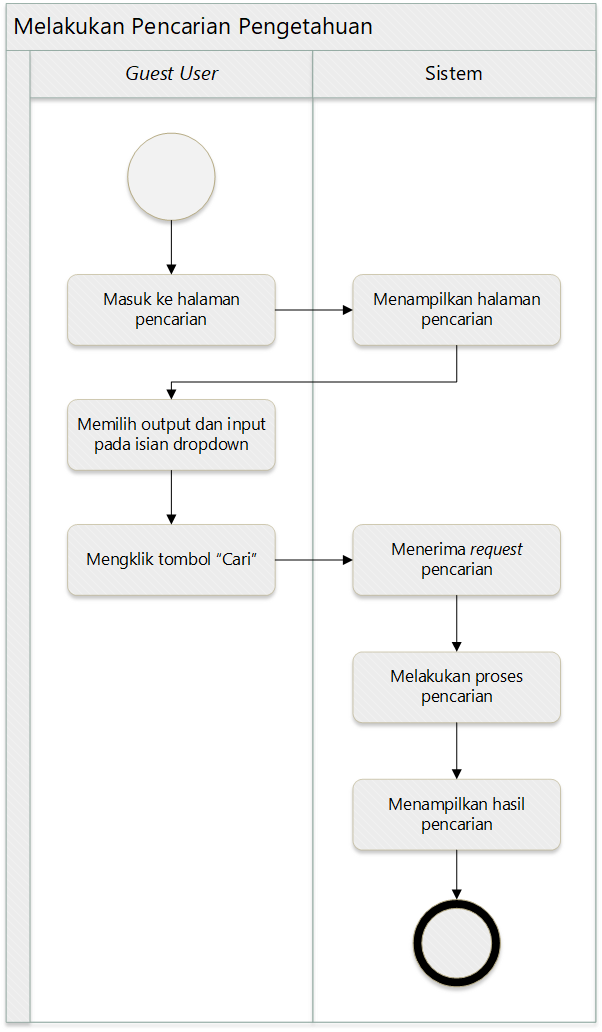 Melakukan Pencarian Pengetahuan
Guest User
Sistem
Masuk ke halaman
pencarian
Menampilkan halaman
pencarian
Memilih output dan input
pada isian dropdown
Mengklik tombol “Cari”
Menerima request
pencarian
Melakukan proses
pencarian
Menampilkan hasil
pencarian